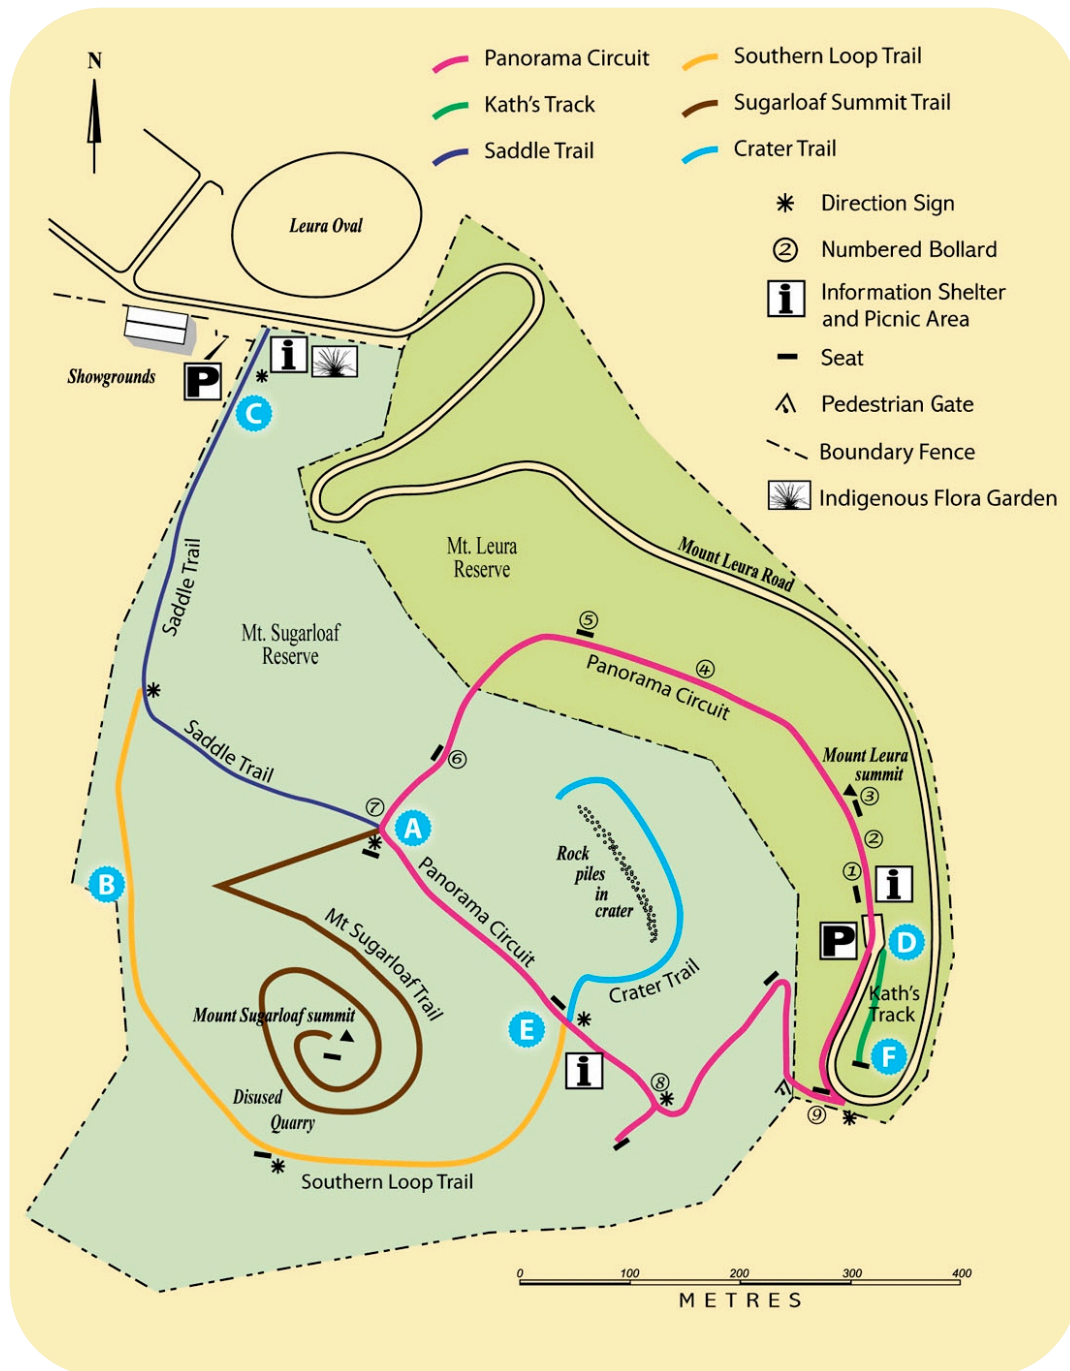 N
Panorama Circuit
Kath's Track
Saddle Trail
Southern Loop Trail
Sugarloaf Summit Trail
Crater Trail
Direction Sign
② Numbered Bollard
i Information Shelter
and Picnic Area
Seat
Pedestrian Gate
Boundary Fence
Indigenous Flora Garden
Leura Oval
Showgrounds
P
i
C
Saddle Trail
Mt. Sugarloaf
Reserve
Mt. Leura
Reserve
Mount Leura Road
⑤
④
Panorama Circuit
⑥
Saddle Trail
⑦
A
Mount Leura
summit
③
②
①
i
P
D
Kath's
Track
F
Rock
piles
in
crater
B
Panorama Circuit
Mt Sugarloaf Trail
Crater Trail
Mount Sugarloaf summit
E
i
⑧
⑨
Disused
Quarry
Southern Loop Trail
0 100 200 300 400
METRES